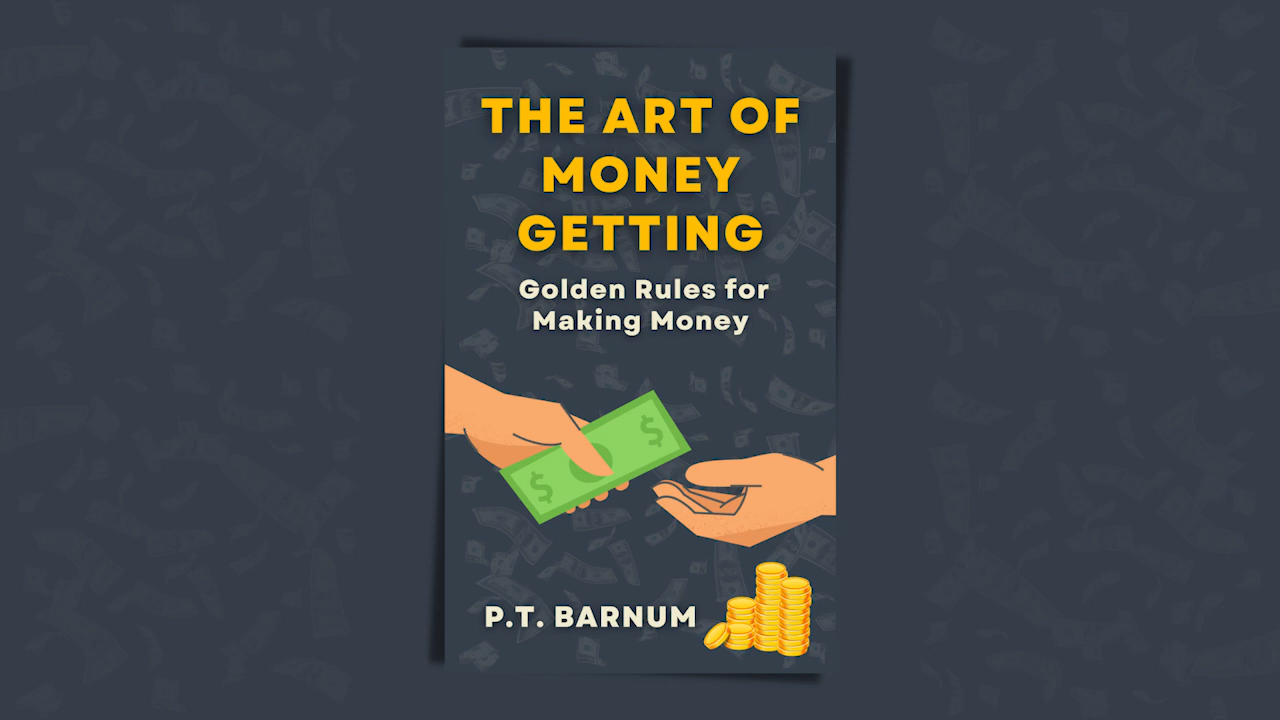 THE ART OF
MONEY
GETTING
Golden Rules for
Making Money
$
$
P.T. BARNUM